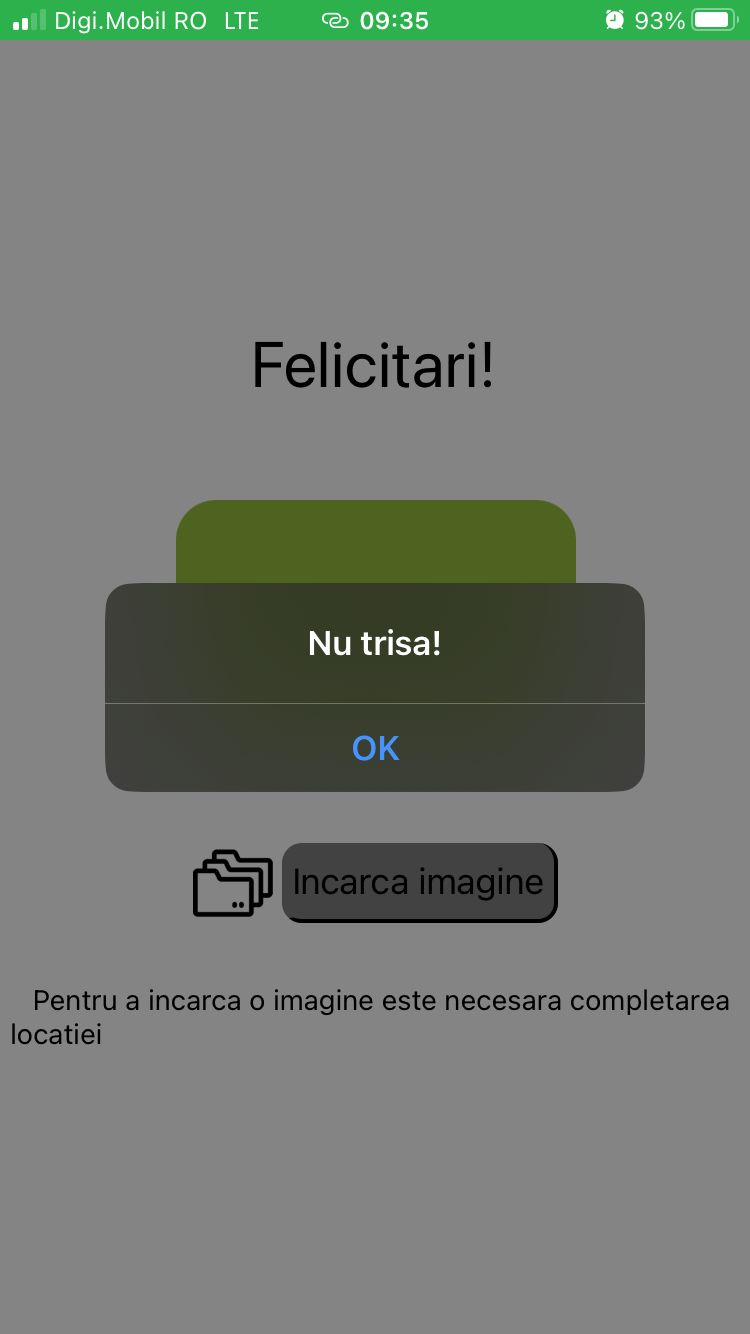 Digi.Mobil RO LTE 09:35 93%
Felicitari!
Nu trisa!
OK
Incarca imagine
Pentru a incarca o imagine este necesara completarea
locatiei